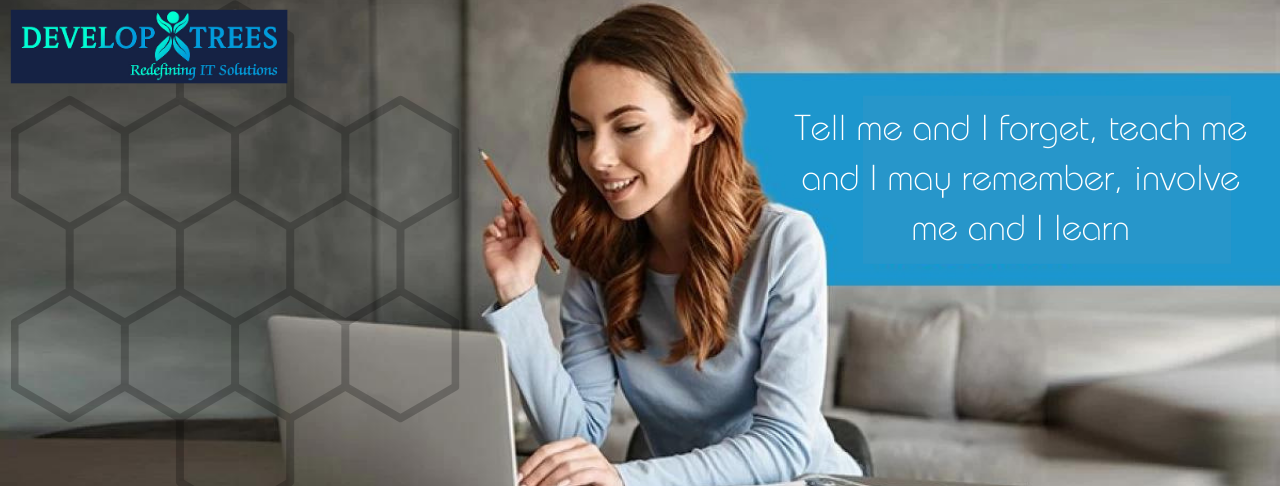 DEVELOP TREES
Redefining IT Solutions
Tell me and I forget, teach me
and I may remember, involve
me and I learn